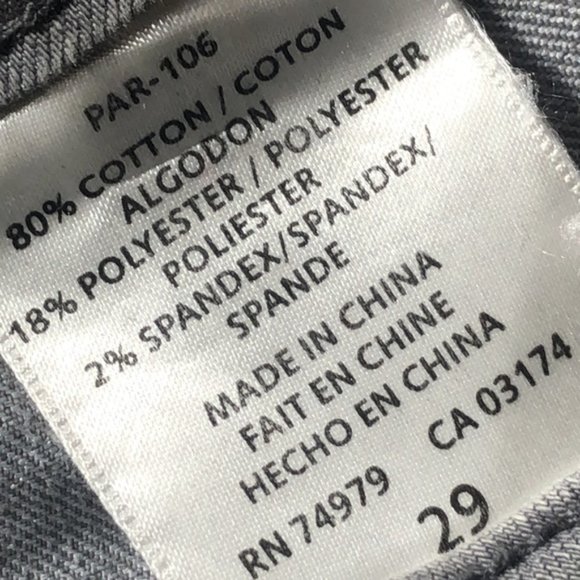 PAR-106
80% COTTON / COTON
ALGODON
18% POLYESTER / POLYESTER
POLIESTER
2% SPANDEX/SPANDEX/
SPANDE
MADE IN CHINA
FAIT EN CHINE
HECHO EN CHINA
RN 74979 CA 03174
29